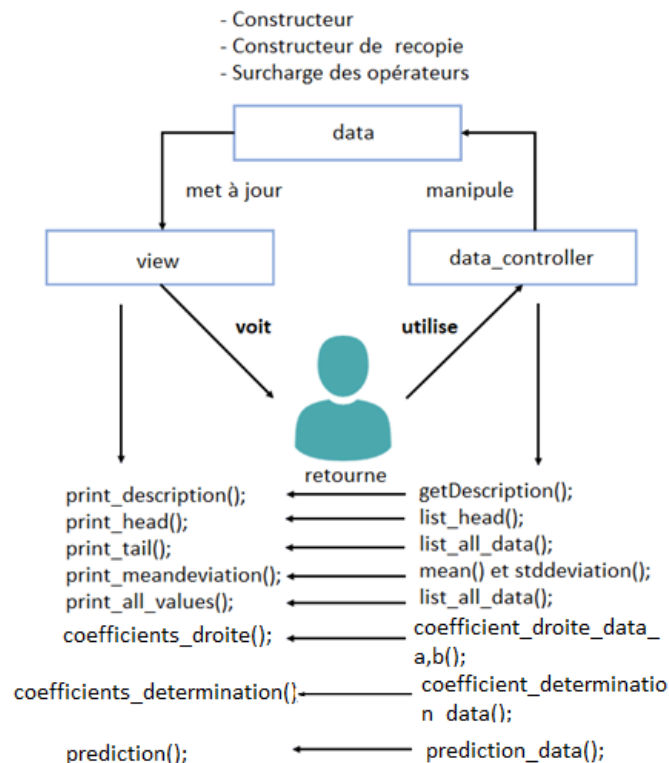 - Constructeur
- Constructeur de recopie
- Surcharge des opérateurs
data
met à jour
manipule
view
data_controller
voit
utilise
retourne
print_description();
getDescription();
print_head();
list_head();
print_tail();
list_all_data();
print_meandeviation();
mean() et stddeviation();
print_all_values();
list_all_data();
coefficients_droite();
coefficient_droite_data_
a,b();
coefficients_determination()
coefficient_determinatio
n_data();
prediction();
prediction_data();